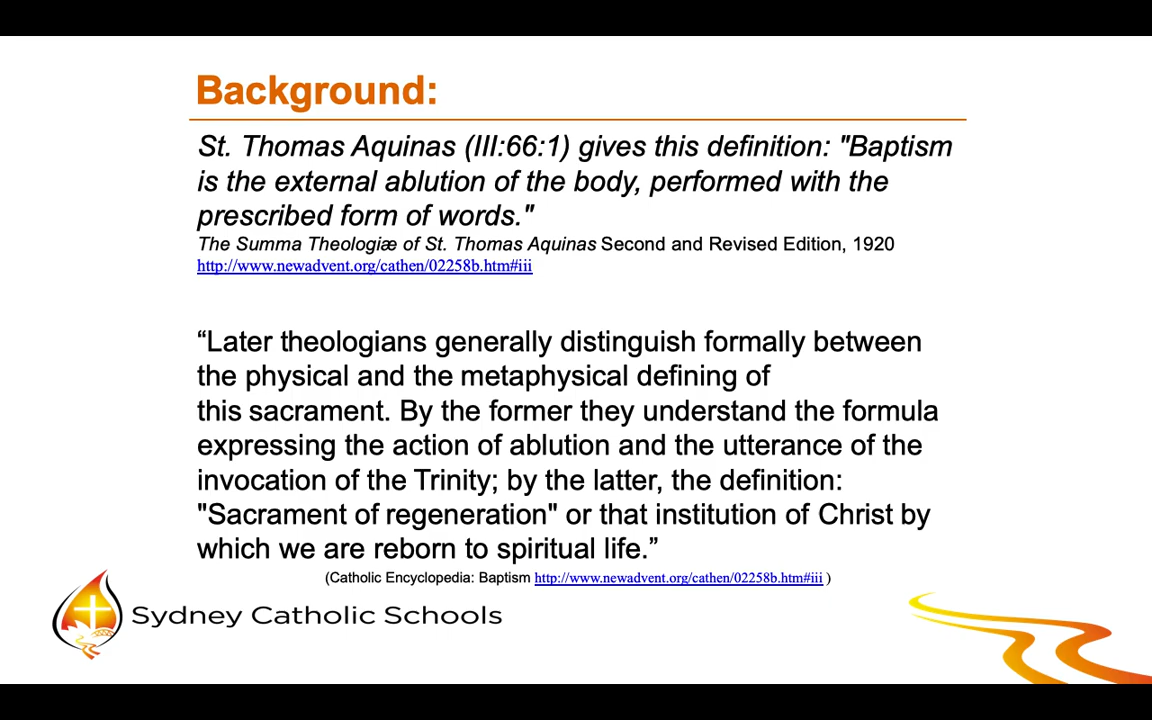 Background:
St. Thomas Aquinas (III:66:1) gives this definition: "Baptism
is the external ablution of the body, performed with the
prescribed form of words."
The Summa Theologiæ of St. Thomas Aquinas Second and Revised Edition, 1920
http://www.newadvent.org/cathen/02258b.htm#iii
“Later theologians generally distinguish formally between
the physical and the metaphysical defining of
this sacrament. By the former they understand the formula
expressing the action of ablution and the utterance of the
invocation of the Trinity; by the latter, the definition:
"Sacrament of regeneration" or that institution of Christ by
which we are reborn to spiritual life.”
(Catholic Encyclopedia: Baptism http://www.newadvent.org/cathen/02258b.htm#iii )
Sydney Catholic Schools